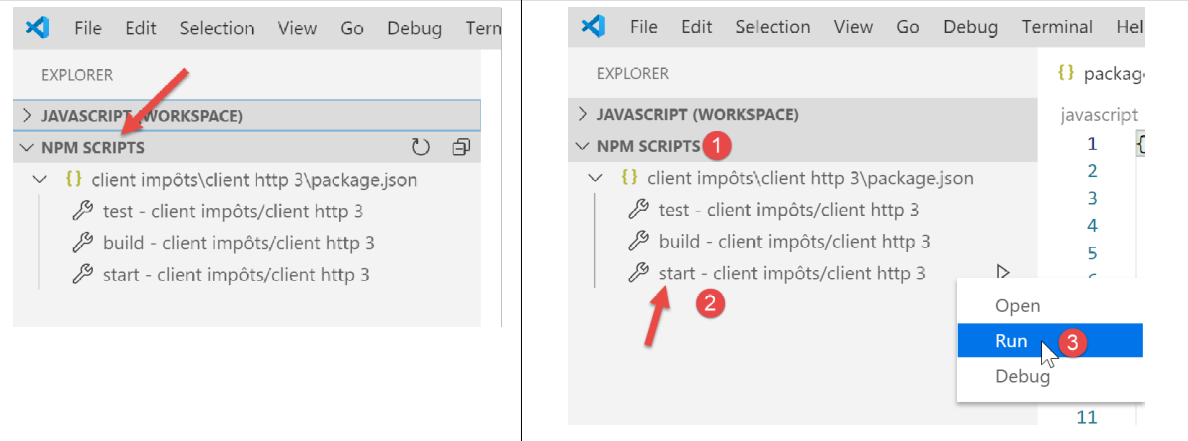 File Edit Selection View Go Debug Term
EXPLORER
JAVASCRIPT (WORKSPACE)
NPM SCRIPTS
{} client impôts\client http 3\package.json
test - client impôts/client http 3
build - client impôts/client http 3
start - client impôts/client http 3
File Edit Selection View Go Debug Terminal Hel
EXPLORER
JAVASCRIPT (WORKSPACE)
NPM SCRIPTS 1
{} client impôts\client http 3\package.json
test - client impôts/client http 3
build - client impôts/client http 3
start - client impôts/client http 3
2
{} package
javascript
1 {
2
3
4
5
Open
Run 3
Debug
11